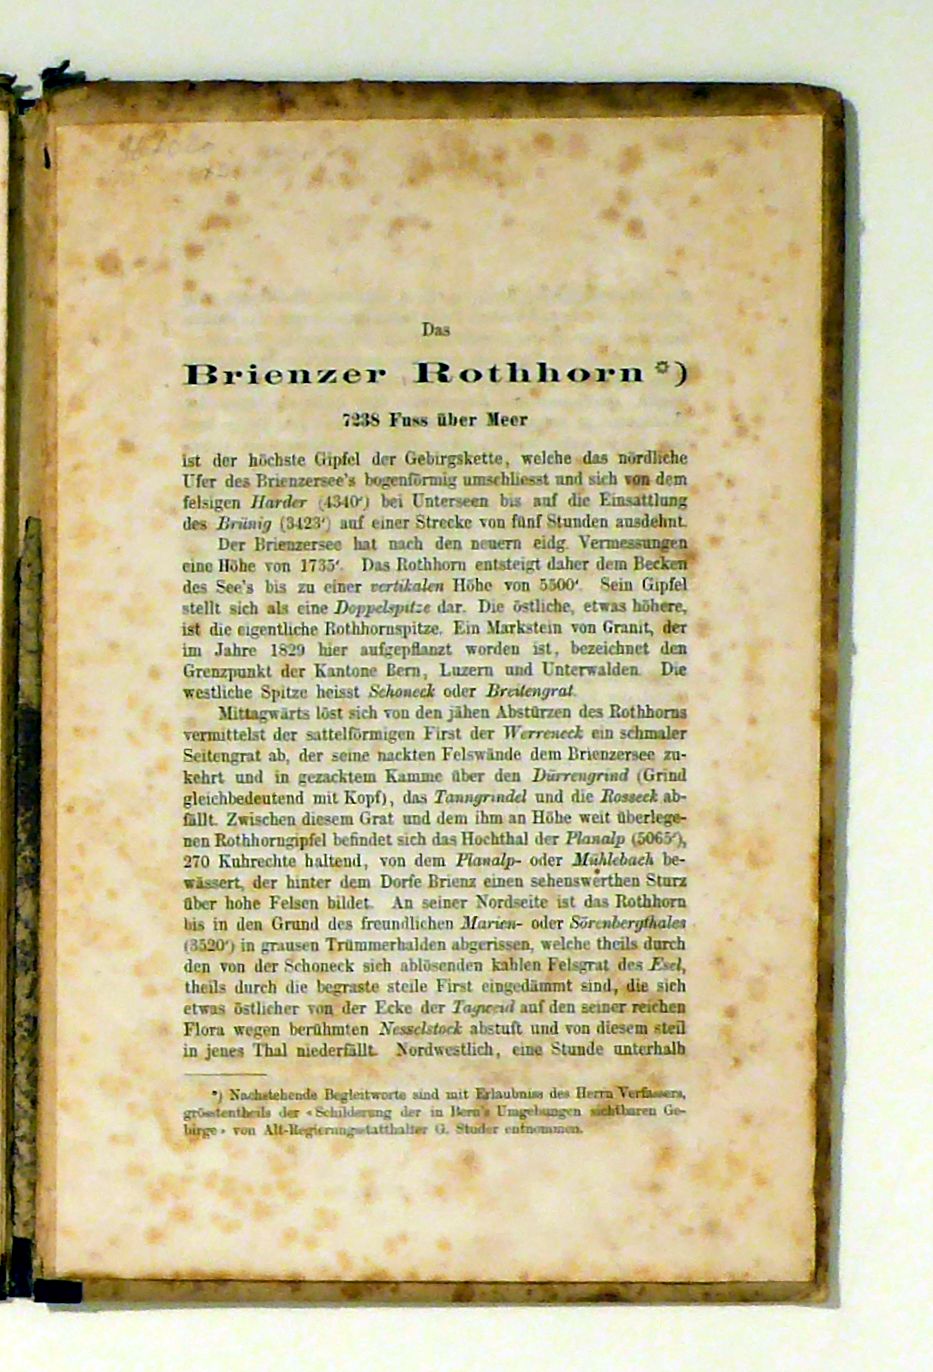 Das
Brienzer Rothhorn *)
7238 Fuss über Meer
ist der höchste Gipfel der Gebirgskette, welche das nördliche
Ufer des Brienzersee's bogenförmig umschliesst und sich von dem
felsigen Harder (4340') bei Unterseen bis auf die Einsattlung
des Brünig (3423') auf einer Strecke von fünf Stunden ausdehnt.
Der Brienzersee hat nach den neuern eidg. Vermessungen
eine Höhe von 1735'. Das Rothhorn entsteigt daher dem Becken
des See's bis zu einer vertikalen Höhe von 5500'. Sein Gipfel
stellt sich als eine Doppelspitze dar. Die östliche, etwas höhere,
ist die eigentliche Rothhornspitze. Ein Markstein von Granit, der
im Jahre 1829 hier aufgepflanzt worden ist, bezeichnet den
Grenzpunkt der Kantone Bern, Luzern und Unterwalden. Die
westliche Spitze heisst Schoneck oder Breitengrat.
Mittagwärts löst sich von den jähen Abstürzen des Rothhorns
vermittelst der sattelförmigen First der Werreneck ein schmaler
Seitengrat ab, der seine nackten Felswände dem Brienzersee zu-
kehrt und in gezacktem Kamme über den Dürrengrind (Grind
gleichbedeutend mit Kopf), das Tanngrindel und die Rosseck ab-
fällt. Zwischen diesem Grat und dem ihm an Höhe weit überlege-
nen Rothhorngipfel befindet sich das Hochthal der Planalp (5065'),
270 Kuhrechte haltend, von dem Planalp- oder Mühlebach be-
wässert, der hinter dem Dorfe Brienz einen sehenswerthen Sturz
über hohe Felsen bildet. An seiner Nordseite ist das Rothhorn
bis in den Grund des freundlichen Marien- oder Sörenbergthales
(3520') in grausen Trümmerhalden abgerissen, welche theils durch
den von der Schoneck sich ablösenden kahlen Felsgrat des Esel,
theils durch die begraste steile First eingedämmt sind, die sich
etwas östlicher von der Ecke der Tagweid auf den seiner reichen
Flora wegen berühmten Nesselstock abstuft und von diesem steil
in jenes Thal niederfällt. Nordwestlich, eine Stunde unterhalb
*) Nachstehende Begleitworte sind mit Erlaubniss des Herrn Verfassers,
grösstentheils der «Schilderung der in Bern's Umgebungen sichtbaren Ge-
birge» von Alt-Regierungsstatthalter G. Studer entnommen.